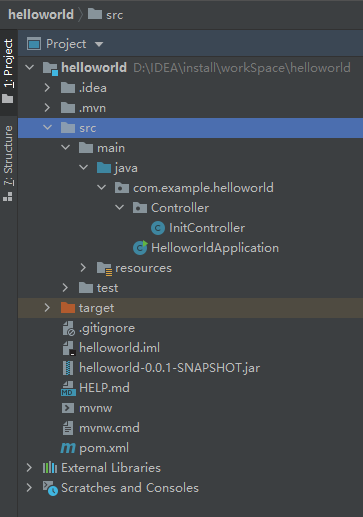 helloworld src
Project
1: Project
7: Structure
helloworld D:\IDEA\install\workSpace\helloworld
.idea
.mvn
src
main
java
com.example.helloworld
Controller
InitController
HelloworldApplication
resources
test
target
.gitignore
helloworld.iml
helloworld-0.0.1-SNAPSHOT.jar
HELP.md
mvnw
mvnw.cmd
pom.xml
External Libraries
Scratches and Consoles